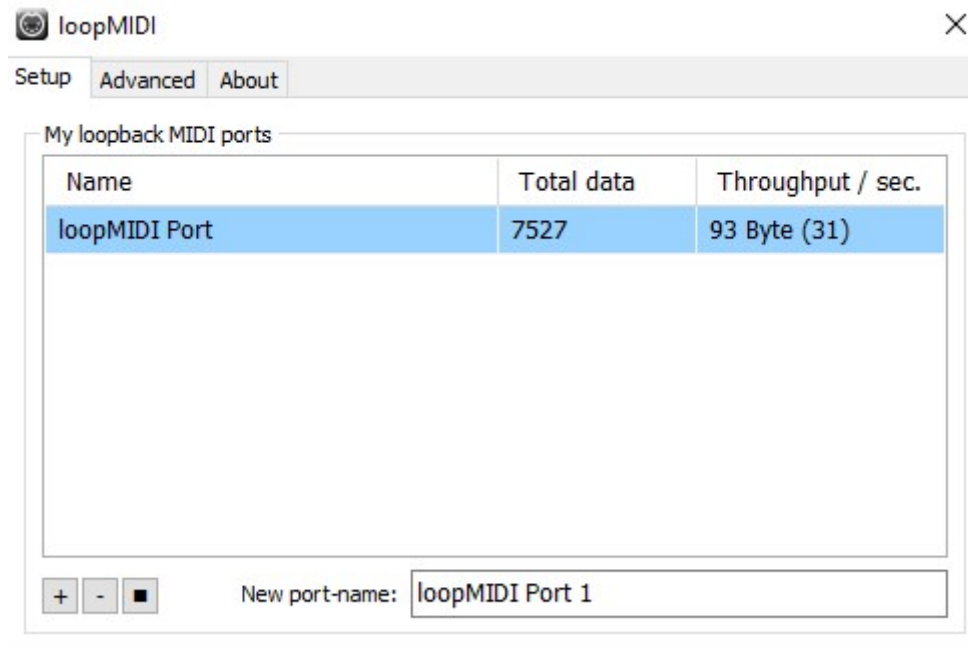 loopMIDI
Setup Advanced About
My loopback MIDI ports
Name Total data Throughput / sec.
loopMIDI Port 7527 93 Byte (31)
+ - New port-name: loopMIDI Port 1